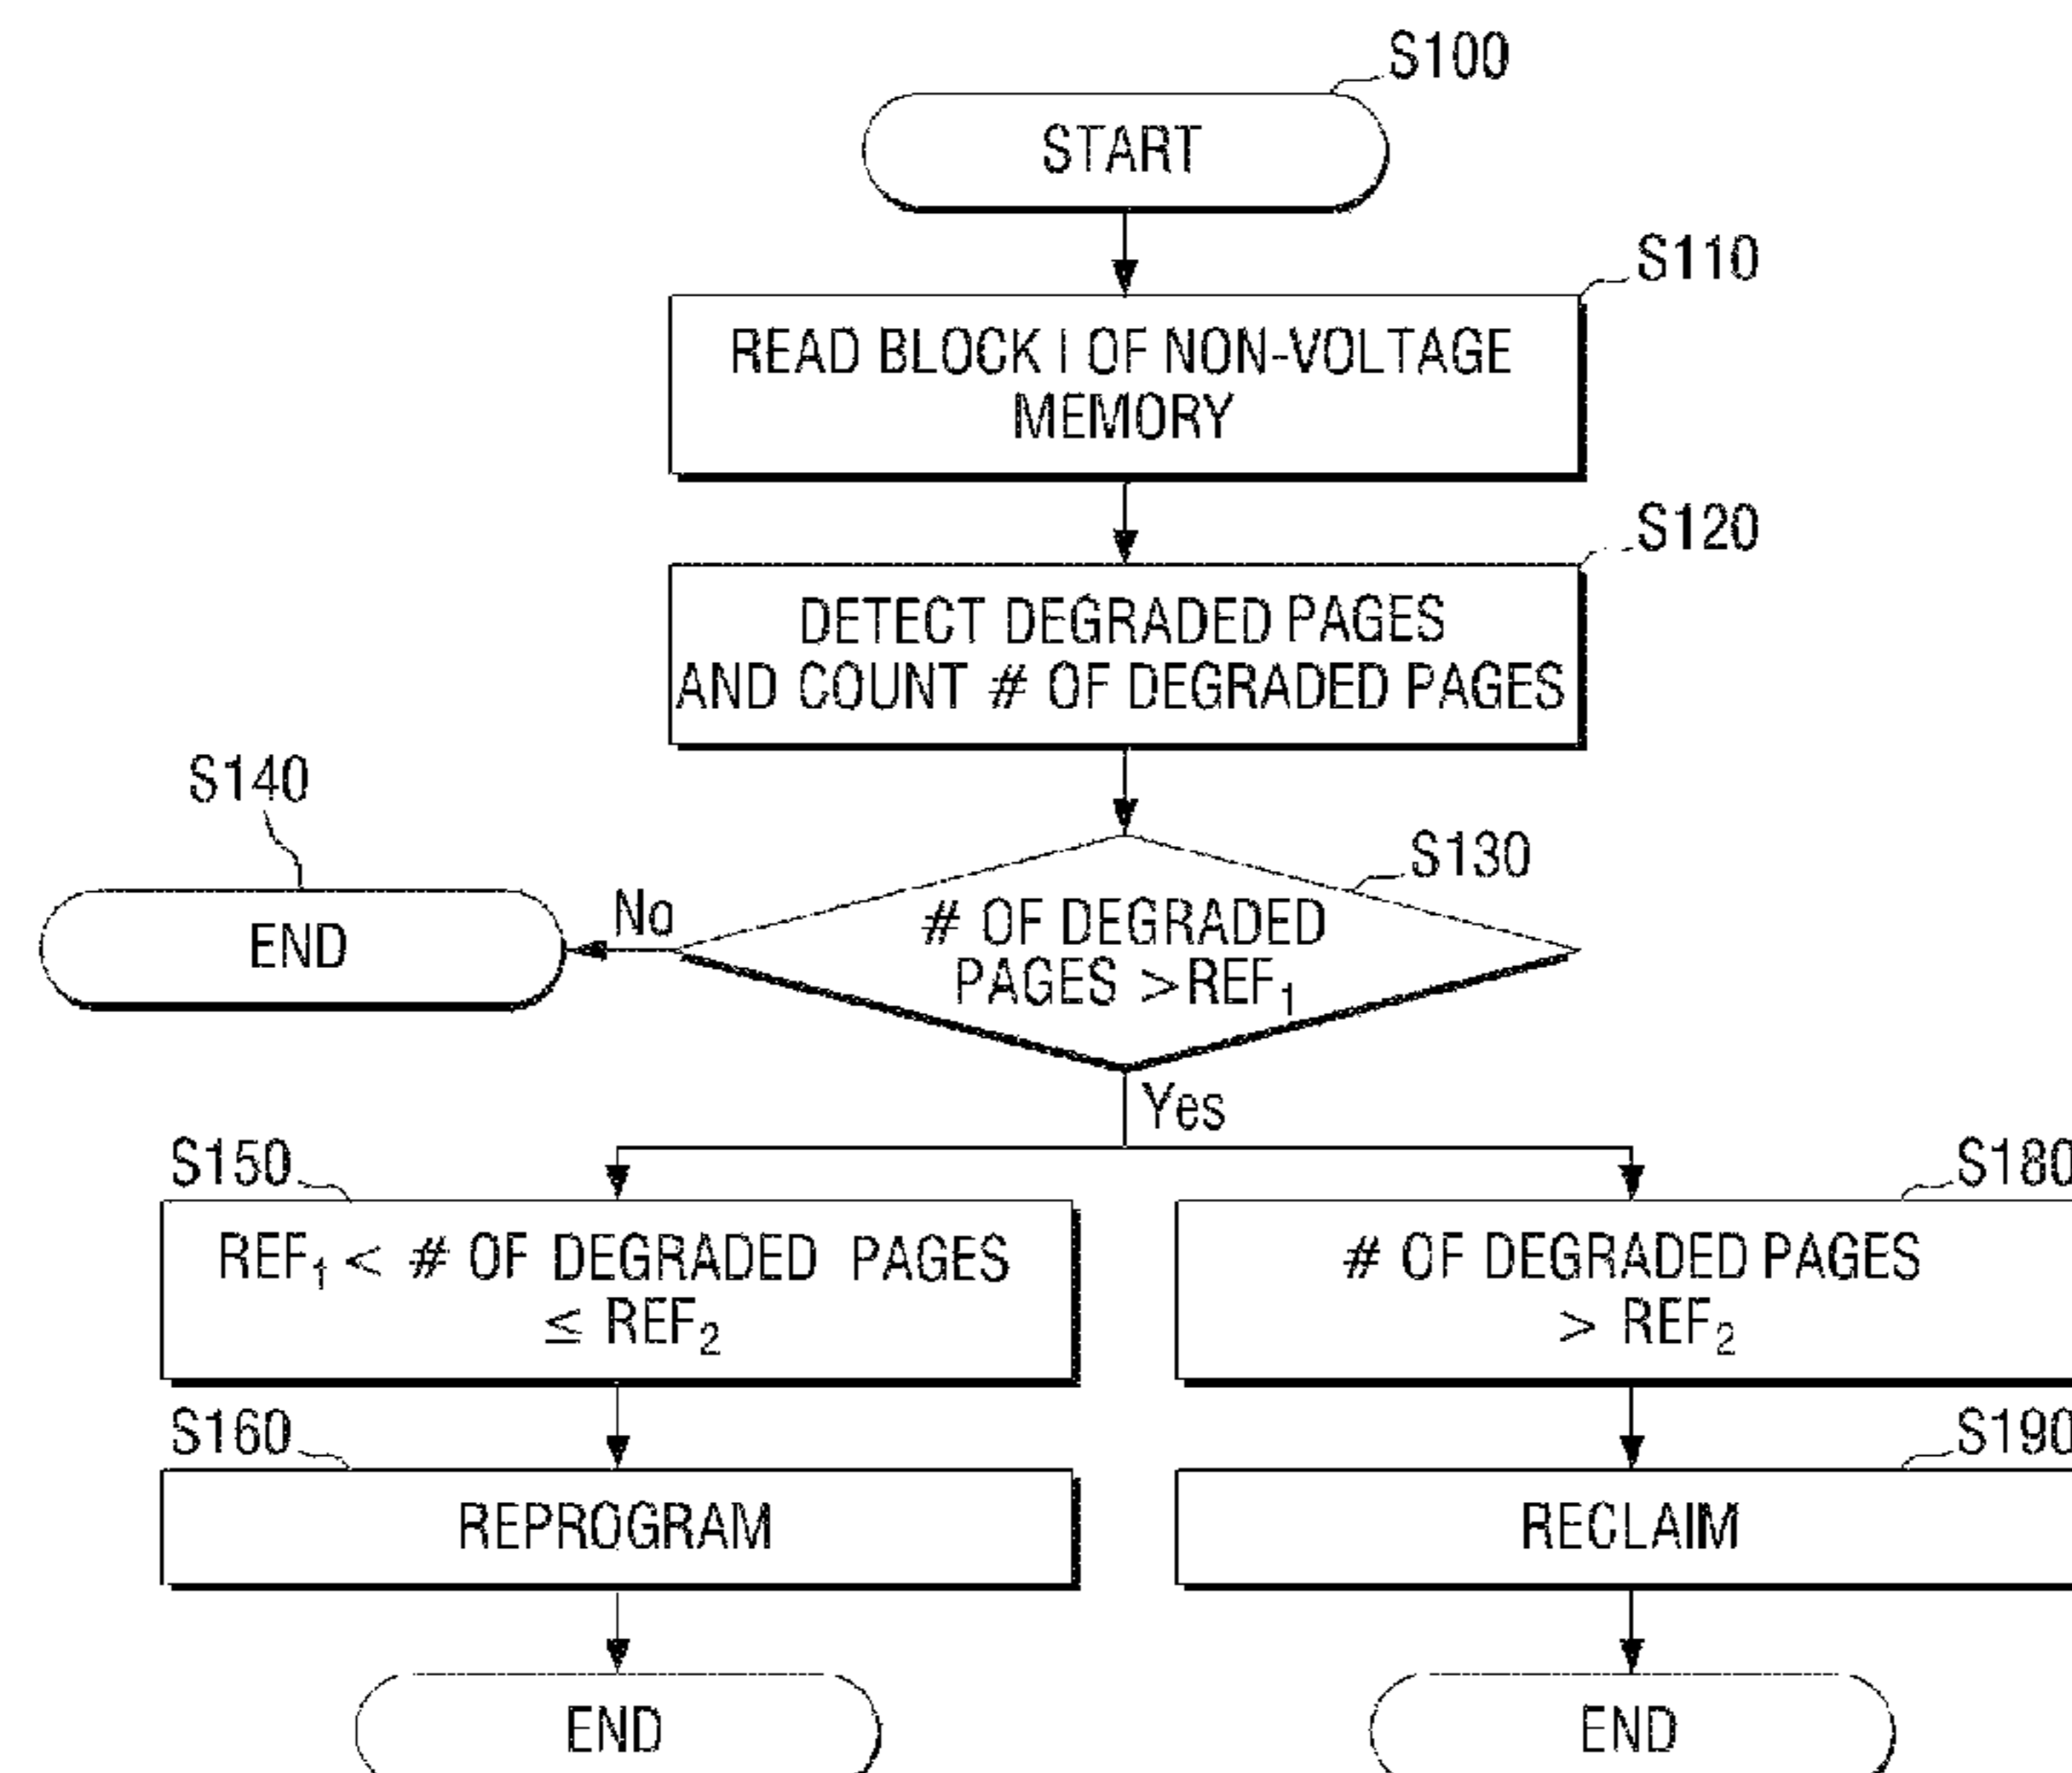 S100
START
S110
READ BLOCK I OF NON-VOLTAGE
MEMORY
S120
DETECT DEGRADED PAGES
AND COUNT # OF DEGRADED PAGES
S140
S130
END
No
# OF DEGRADED
PAGES >REF₁
Yes
S150
S180
REF₁ < # OF DEGRADED PAGES
≤ REF₂
# OF DEGRADED PAGES
> REF₂
S160
S190
REPROGRAM
RECLAIM
END
END